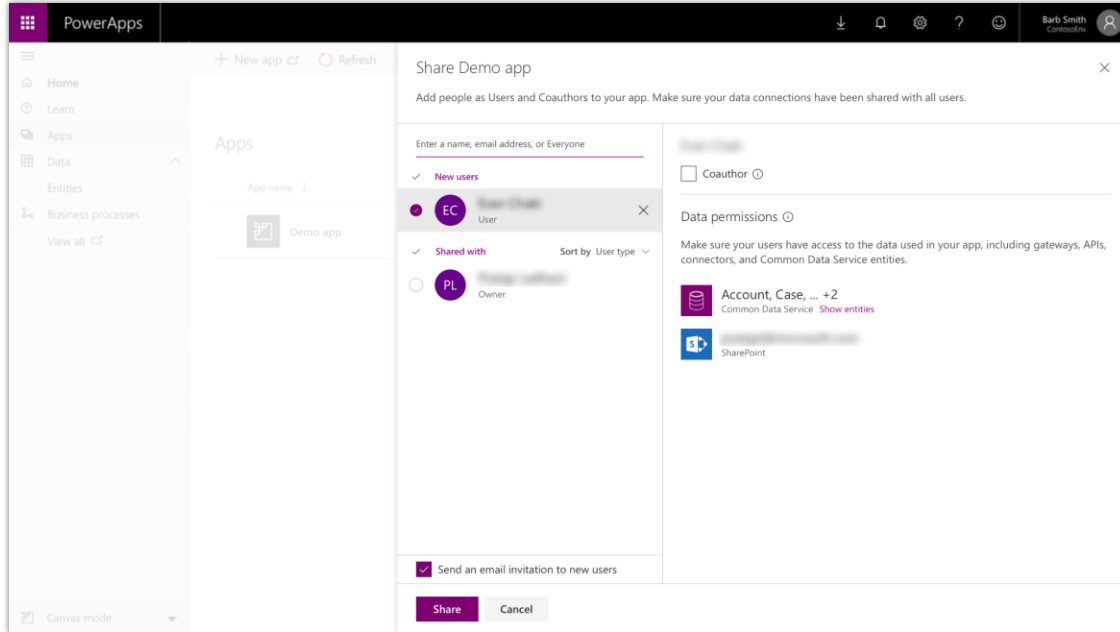 PowerApps
Barb Smith
ContosoEnv
Home
Learn
Apps
Data
Entities
Business processes
View all
Canvas mode
New app
Refresh
Apps
App name
Demo app
Share Demo app
Add people as Users and Coauthors to your app. Make sure your data connections have been shared with all users.
Enter a name, email address, or Everyone
New users
EC
User
Shared with
Sort by User type
PL
Owner
Send an email invitation to new users
Share
Cancel
Coauthor
Data permissions
Make sure your users have access to the data used in your app, including gateways, APIs,
connectors, and Common Data Service entities.
Account, Case, ... +2
Common Data Service Show entities
SharePoint